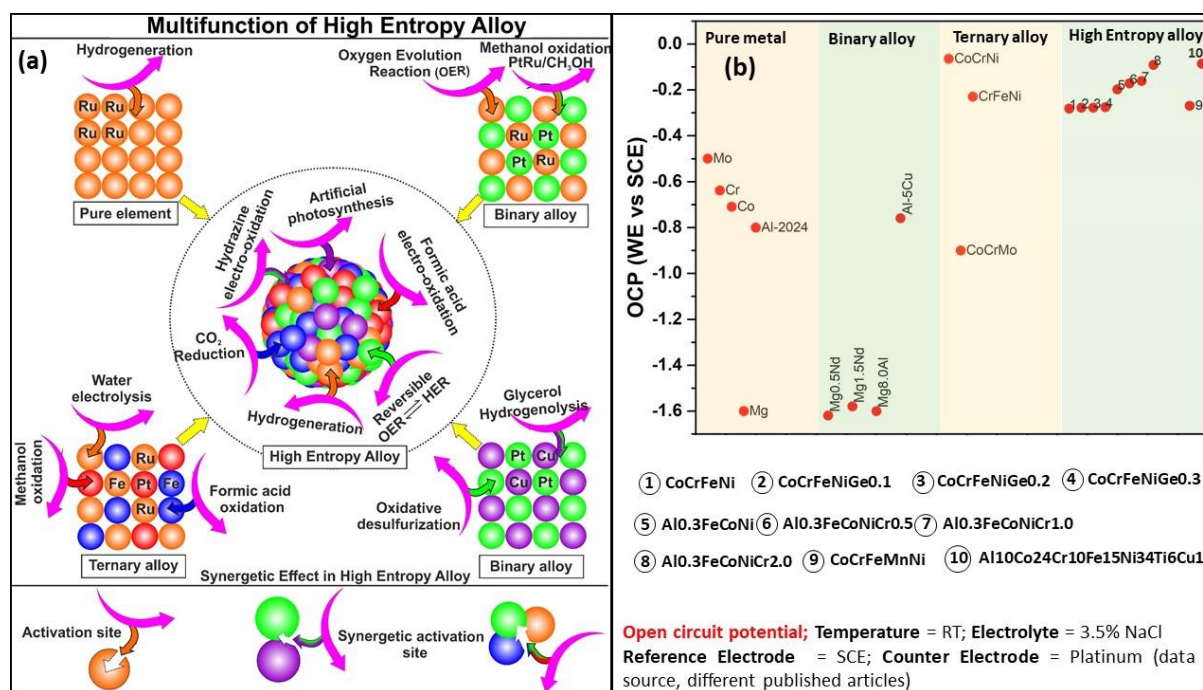 Multifunction of High Entropy Alloy
(a)
Hydrogeneration
Ru Ru
Ru Ru
Pure element
Oxygen Evolution
Reaction (OER)
Methanol oxidation
PtRu/CH3OH
Ru Pt
Pt Ru
Binary alloy
Hydrazine
electro-oxidation
Artificial
photosynthesis
Formic acid
electro-oxidation
CO2
Reduction
Hydrogeneration
Reversible
OER⇌HER
High Entropy Alloy
Water
electrolysis
Methanol
oxidation
Ru
Fe Pt Fe
Ru
Formic acid
oxidation
Ternary alloy
Glycerol
Hydrogenolysis
Pt Cu
Cu Pt
Oxidative
desulfurization
Binary alloy
Synergetic Effect in High Entropy Alloy
Activation site
Synergetic activation
site
(b)
Pure metal
Binary alloy
Ternary alloy
High Entropy alloy
OCP (WE vs SCE)
0.0
-0.2
-0.4
-0.6
-0.8
-1.0
-1.2
-1.4
-1.6
Mo
Cr
Co
Al-2024
Mg
Mg0.5Nd
Mg1.5Nd
Mg8.0Al
Al-5Cu
CoCrNi
CrFeNi
CoCrMo
1 2 3 4 5 6 7 8 9 10
1 CoCrFeNi 2 CoCrFeNiGe0.1 3 CoCrFeNiGe0.2 4 CoCrFeNiGe0.3
5 Al0.3FeCoNi 6 Al0.3FeCoNiCr0.5 7 Al0.3FeCoNiCr1.0
8 Al0.3FeCoNiCr2.0 9 CoCrFeMnNi 10 Al10Co24Cr10Fe15Ni34Ti6Cu1
Open circuit potential; Temperature = RT; Electrolyte = 3.5% NaCl
Reference Electrode = SCE; Counter Electrode = Platinum (data
source, different published articles)